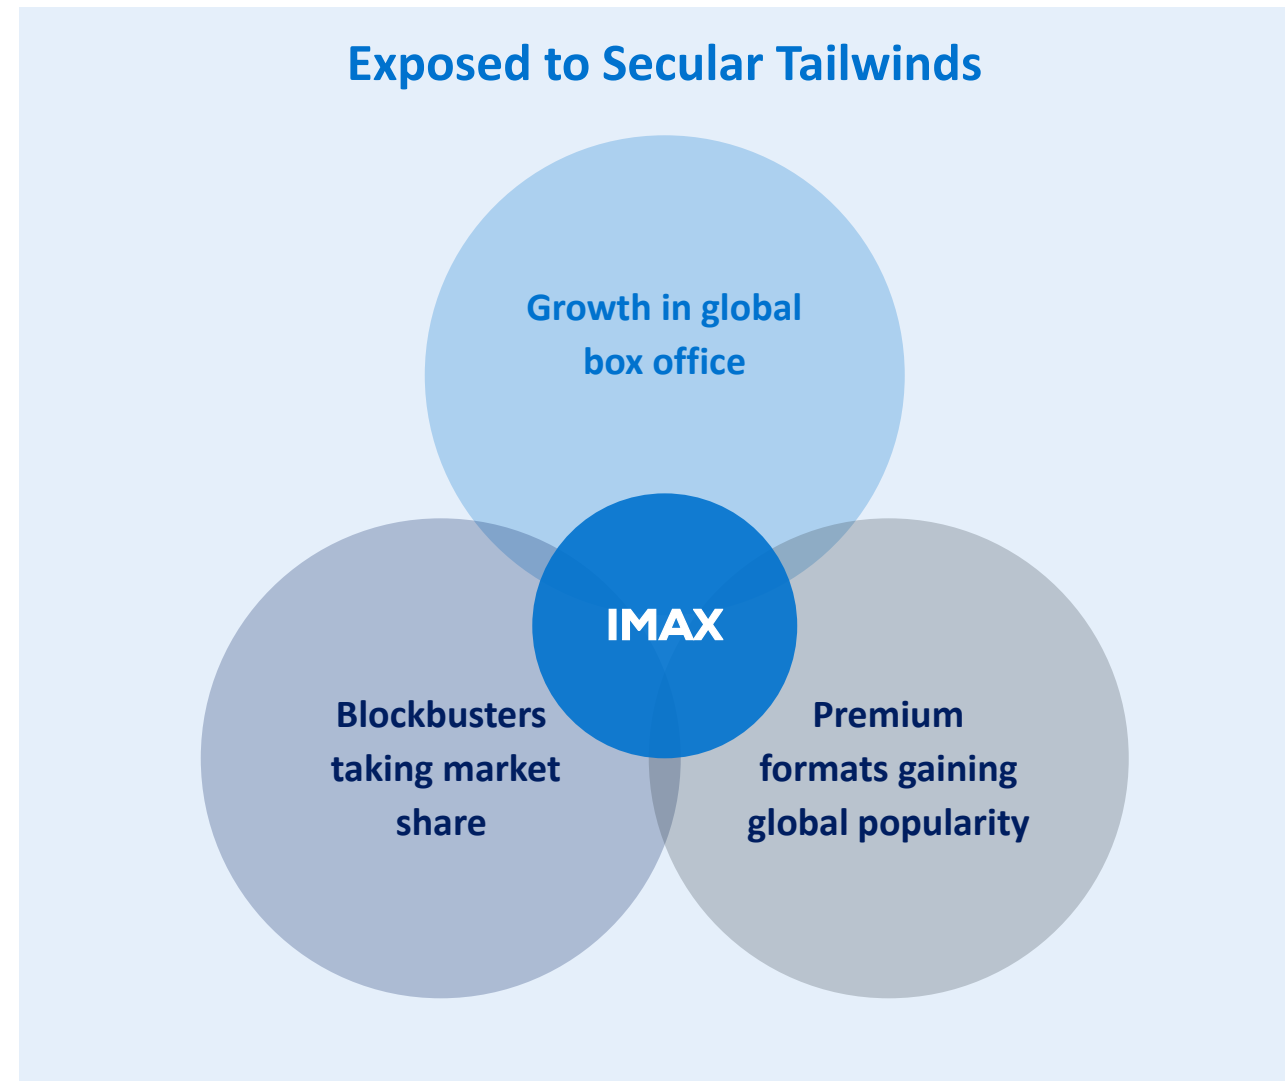 Exposed to Secular Tailwinds
Growth in global
box office
IMAX
Blockbusters
taking market
share
Premium
formats gaining
global popularity